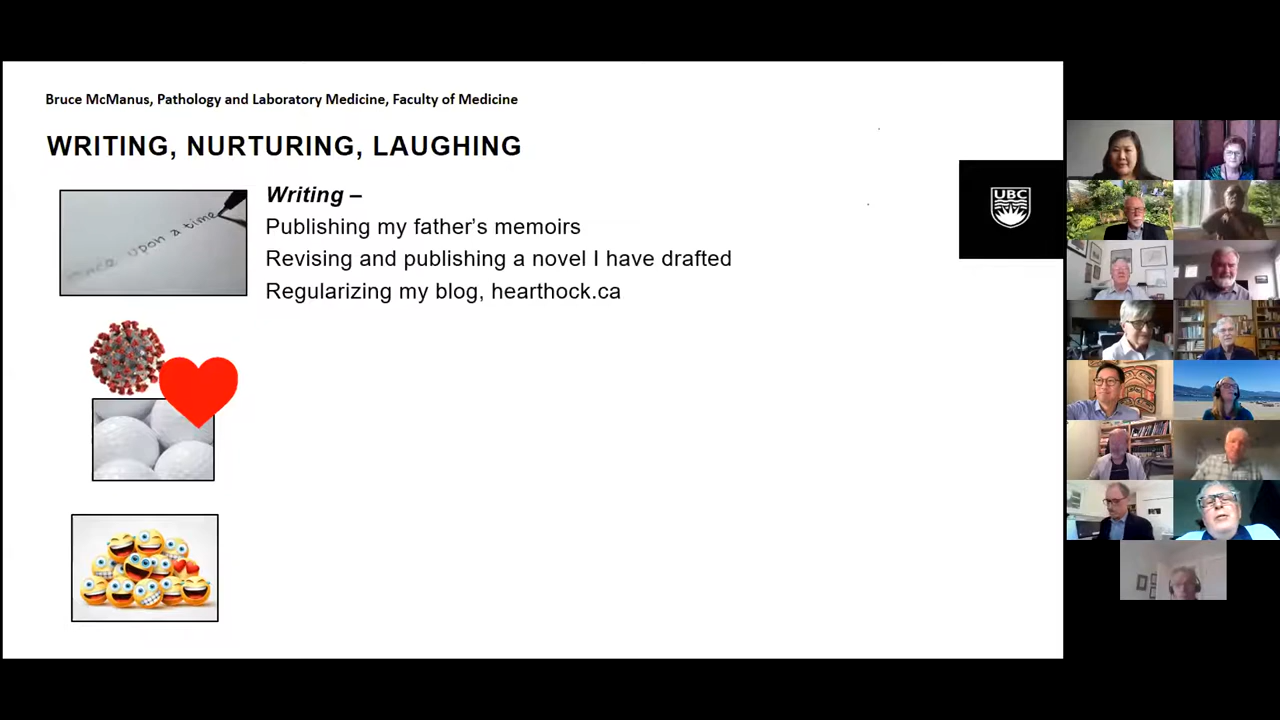 Bruce McManus, Pathology and Laboratory Medicine, Faculty of Medicine
WRITING, NURTURING, LAUGHING
once upon a time
Writing –
Publishing my father's memoirs
Revising and publishing a novel I have drafted
Regularizing my blog, hearthock.ca
UBC